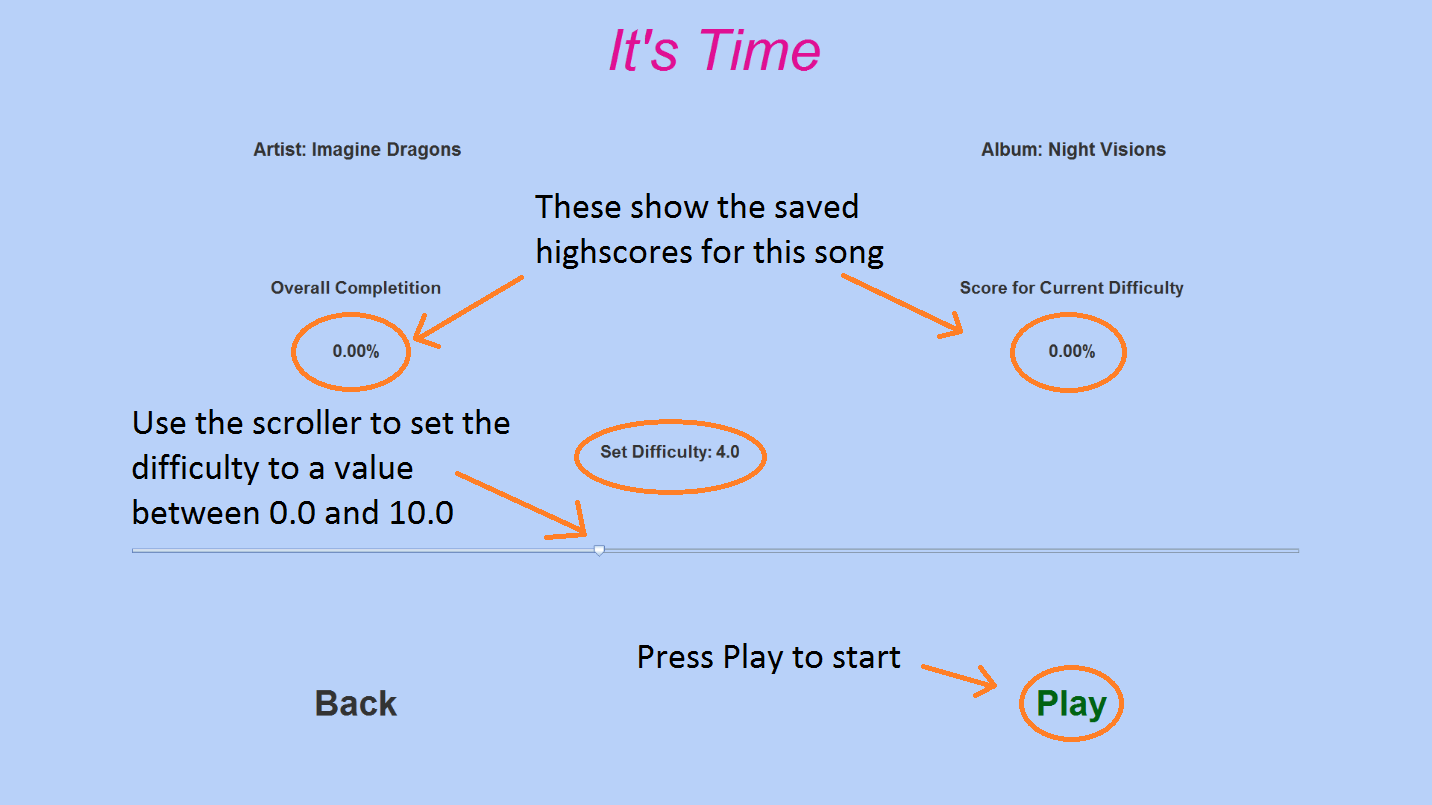 It's Time
Artist: Imagine Dragons
Album: Night Visions
These show the saved
highscores for this song
Overall Completition
Score for Current Difficulty
0.00%
0.00%
Use the scroller to set the
difficulty to a value
between 0.0 and 10.0
Set Difficulty: 4.0
Press Play to start
Back
Play